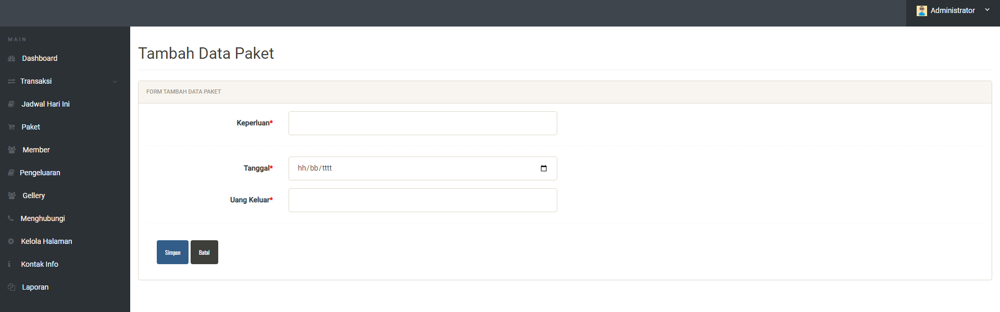 Administrator
MAIN
Dashboard
Transaksi
Jadwal Hari Ini
Paket
Member
Pengeluaran
Gellery
Menghubungi
Kelola Halaman
Kontak Info
Laporan
Tambah Data Paket
FORM TAMBAH DATA PAKET
Keperluan*
Tanggal* hh/bb/tttt
Uang Keluar*
Simpan Batal